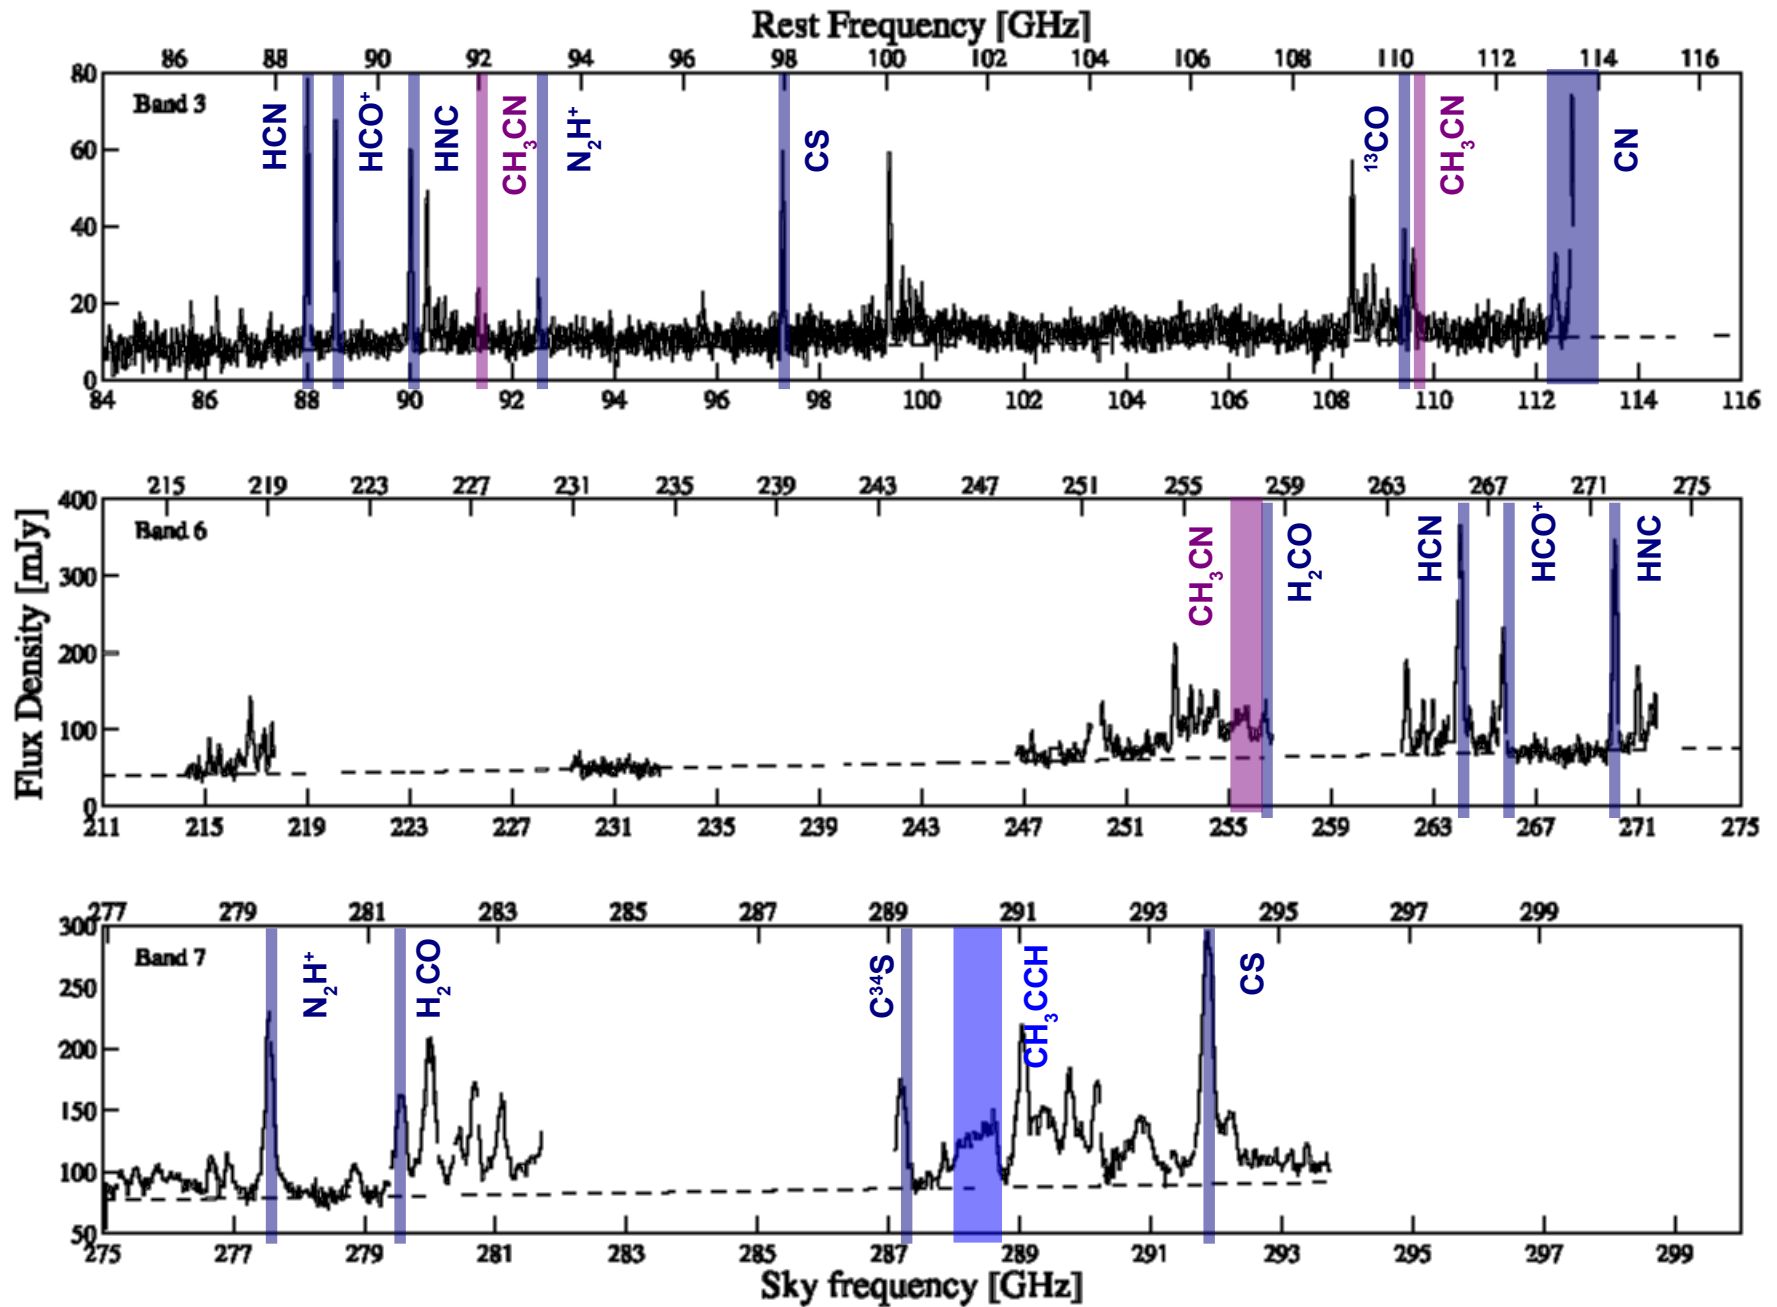 Rest Frequency [GHz]
86 88 90 92 94 96 98 100 102 104 106 108 110 112 114 116
80
Band 3
60
40
20
0
HCN
HCO⁺
HNC
CH₃CN
N₂H⁺
CS
¹³CO
CH₃CN
CN
84 86 88 90 92 94 96 98 100 102 104 106 108 110 112 114 116
215 219 223 227 231 235 239 243 247 251 255 259 263 267 271 275
400
Band 6
300
200
100
0
CH₃CN
H₂CO
HCN
HCO⁺
HNC
211 215 219 223 227 231 235 239 243 247 251 255 259 263 267 271 275
Flux Density [mJy]
277 279 281 283 285 287 289 291 293 295 297 299
300
Band 7
250
200
150
100
50
N₂H⁺
H₂CO
C³⁴S
CH₃CCH
CS
275 277 279 281 283 285 287 289 291 293 295 297 299
Sky frequency [GHz]